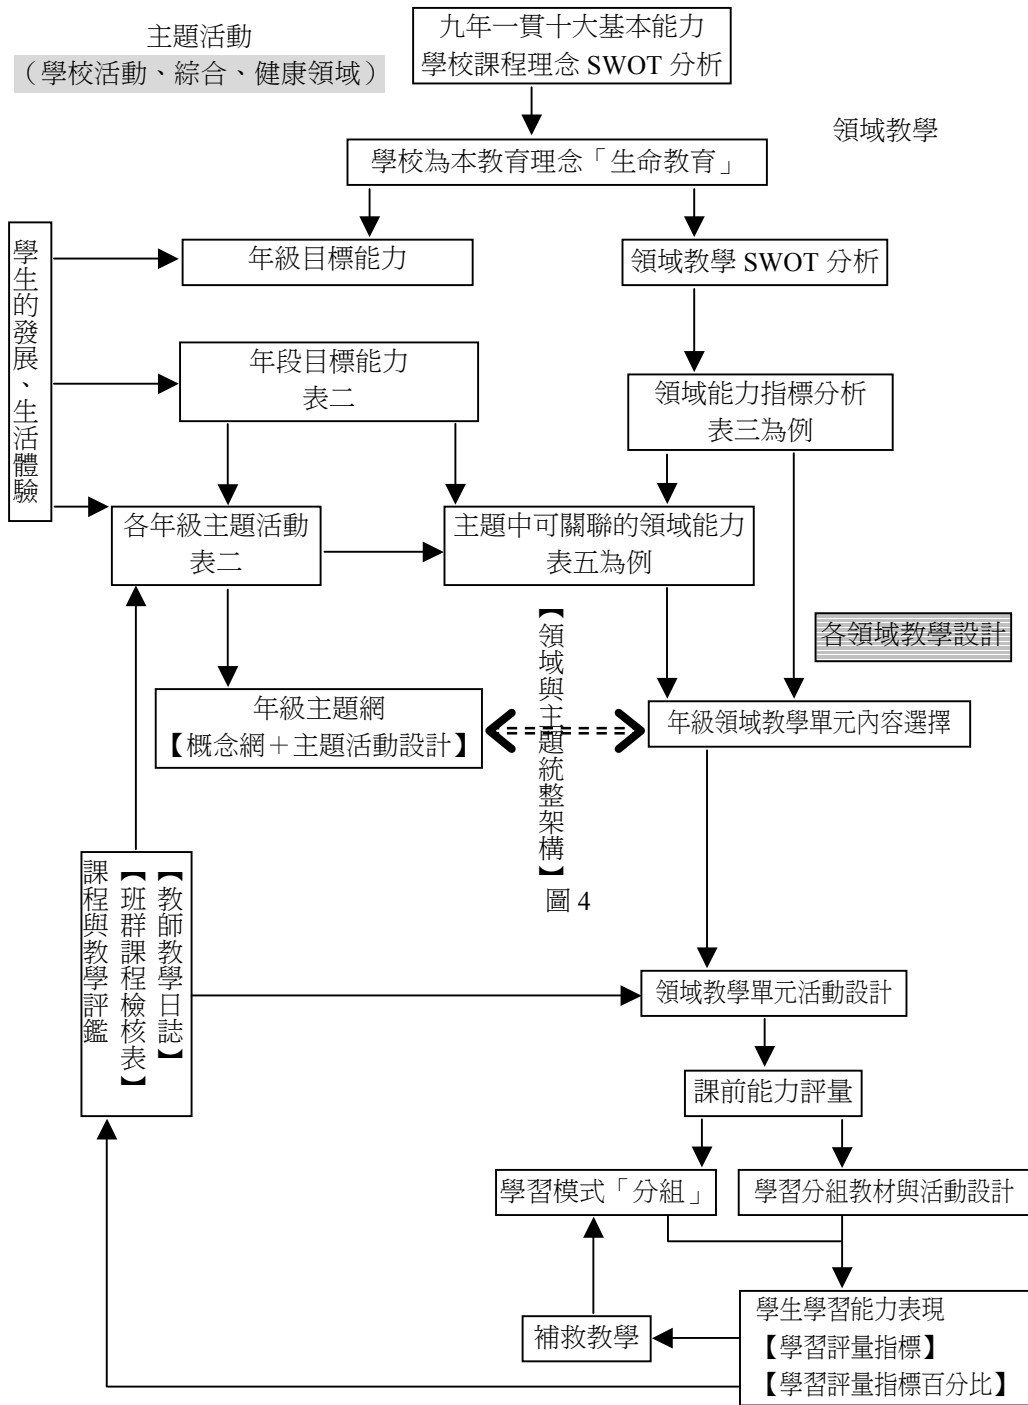 主題活動
（學校活動、綜合、健康領域）
九年一貫十大基本能力
學校課程理念 SWOT 分析
領域教學
學校為本教育理念「生命教育」
學生的發展、生活體驗
年級目標能力
領域教學 SWOT 分析
年段目標能力
表二
領域能力指標分析
表三為例
各年級主題活動
表二
主題中可關聯的領域能力
表五為例
【領域與主題統整架構】
各領域教學設計
年級主題網
【概念網＋主題活動設計】
年級領域教學單元內容選擇
圖 4
【教師教學日誌】
【班群課程檢核表】
課程與教學評鑑
領域教學單元活動設計
課前能力評量
學習模式「分組」
學習分組教材與活動設計
補救教學
學生學習能力表現
【學習評量指標】
【學習評量指標百分比】